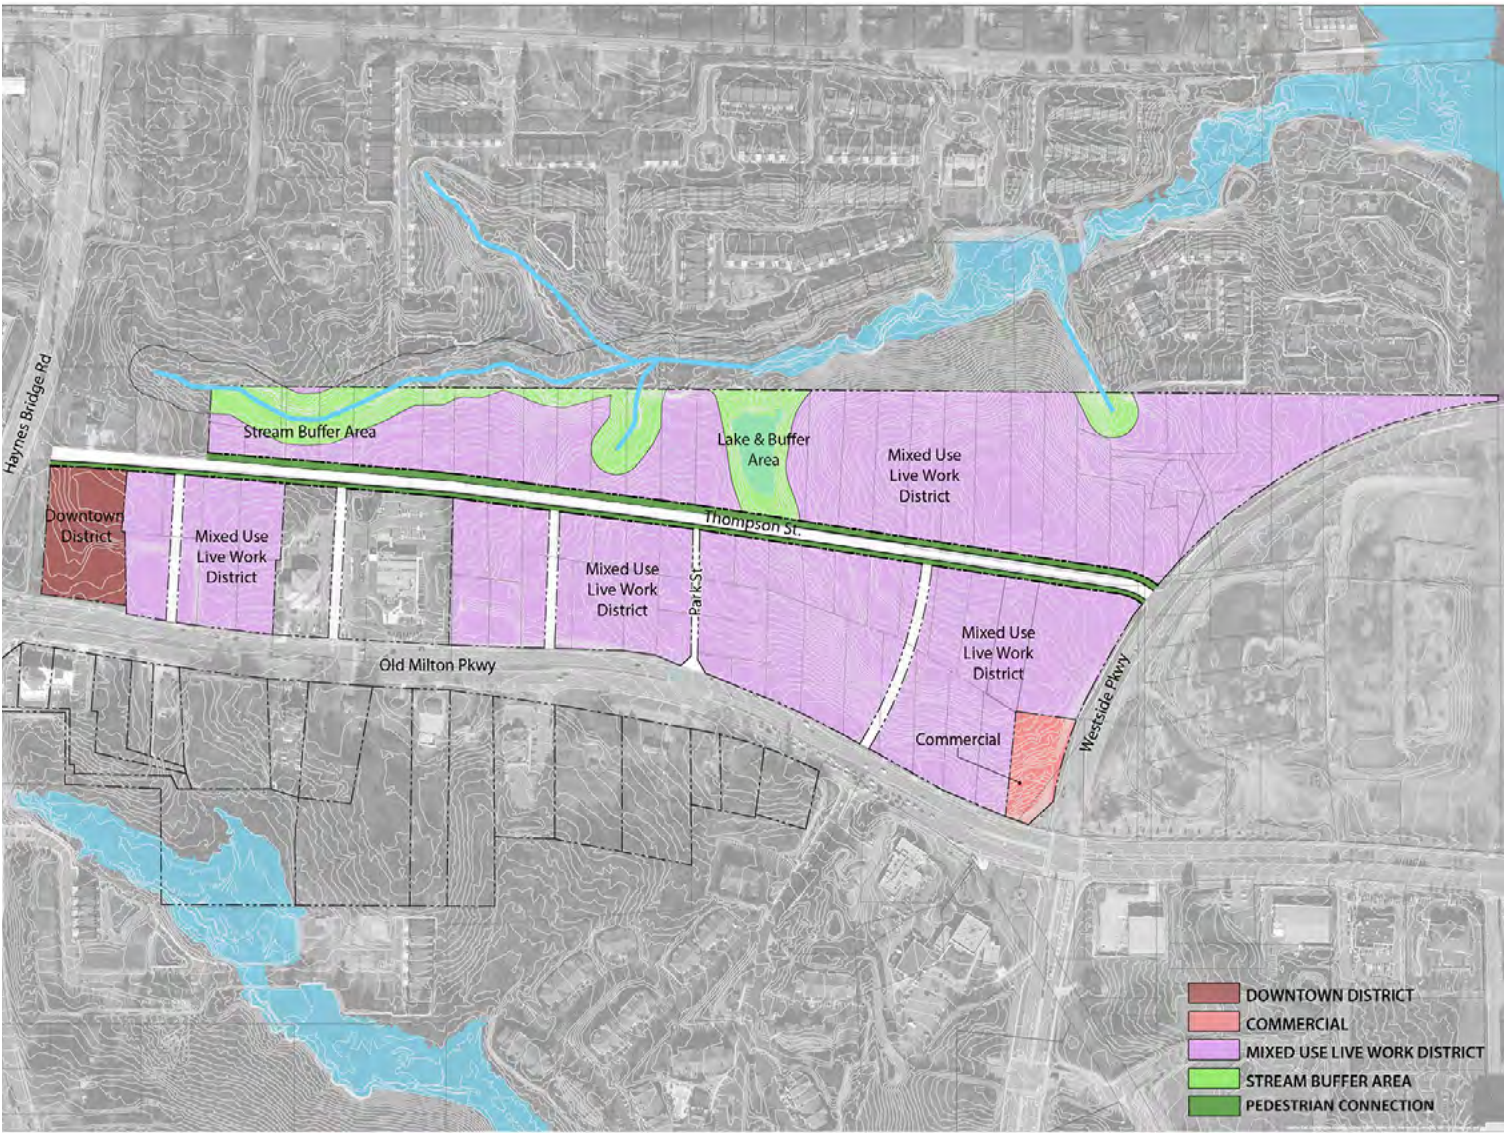 Haynes Bridge Rd
Stream Buffer Area
Lake & Buffer
Area
Mixed Use
Live Work
District
Downtown
District
Mixed Use
Live Work
District
Thompson St.
Mixed Use
Live Work
District
Park St.
Mixed Use
Live Work
District
Old Milton Pkwy
Westside Pkwy
Commercial
DOWNTOWN DISTRICT
COMMERCIAL
MIXED USE LIVE WORK DISTRICT
STREAM BUFFER AREA
PEDESTRIAN CONNECTION